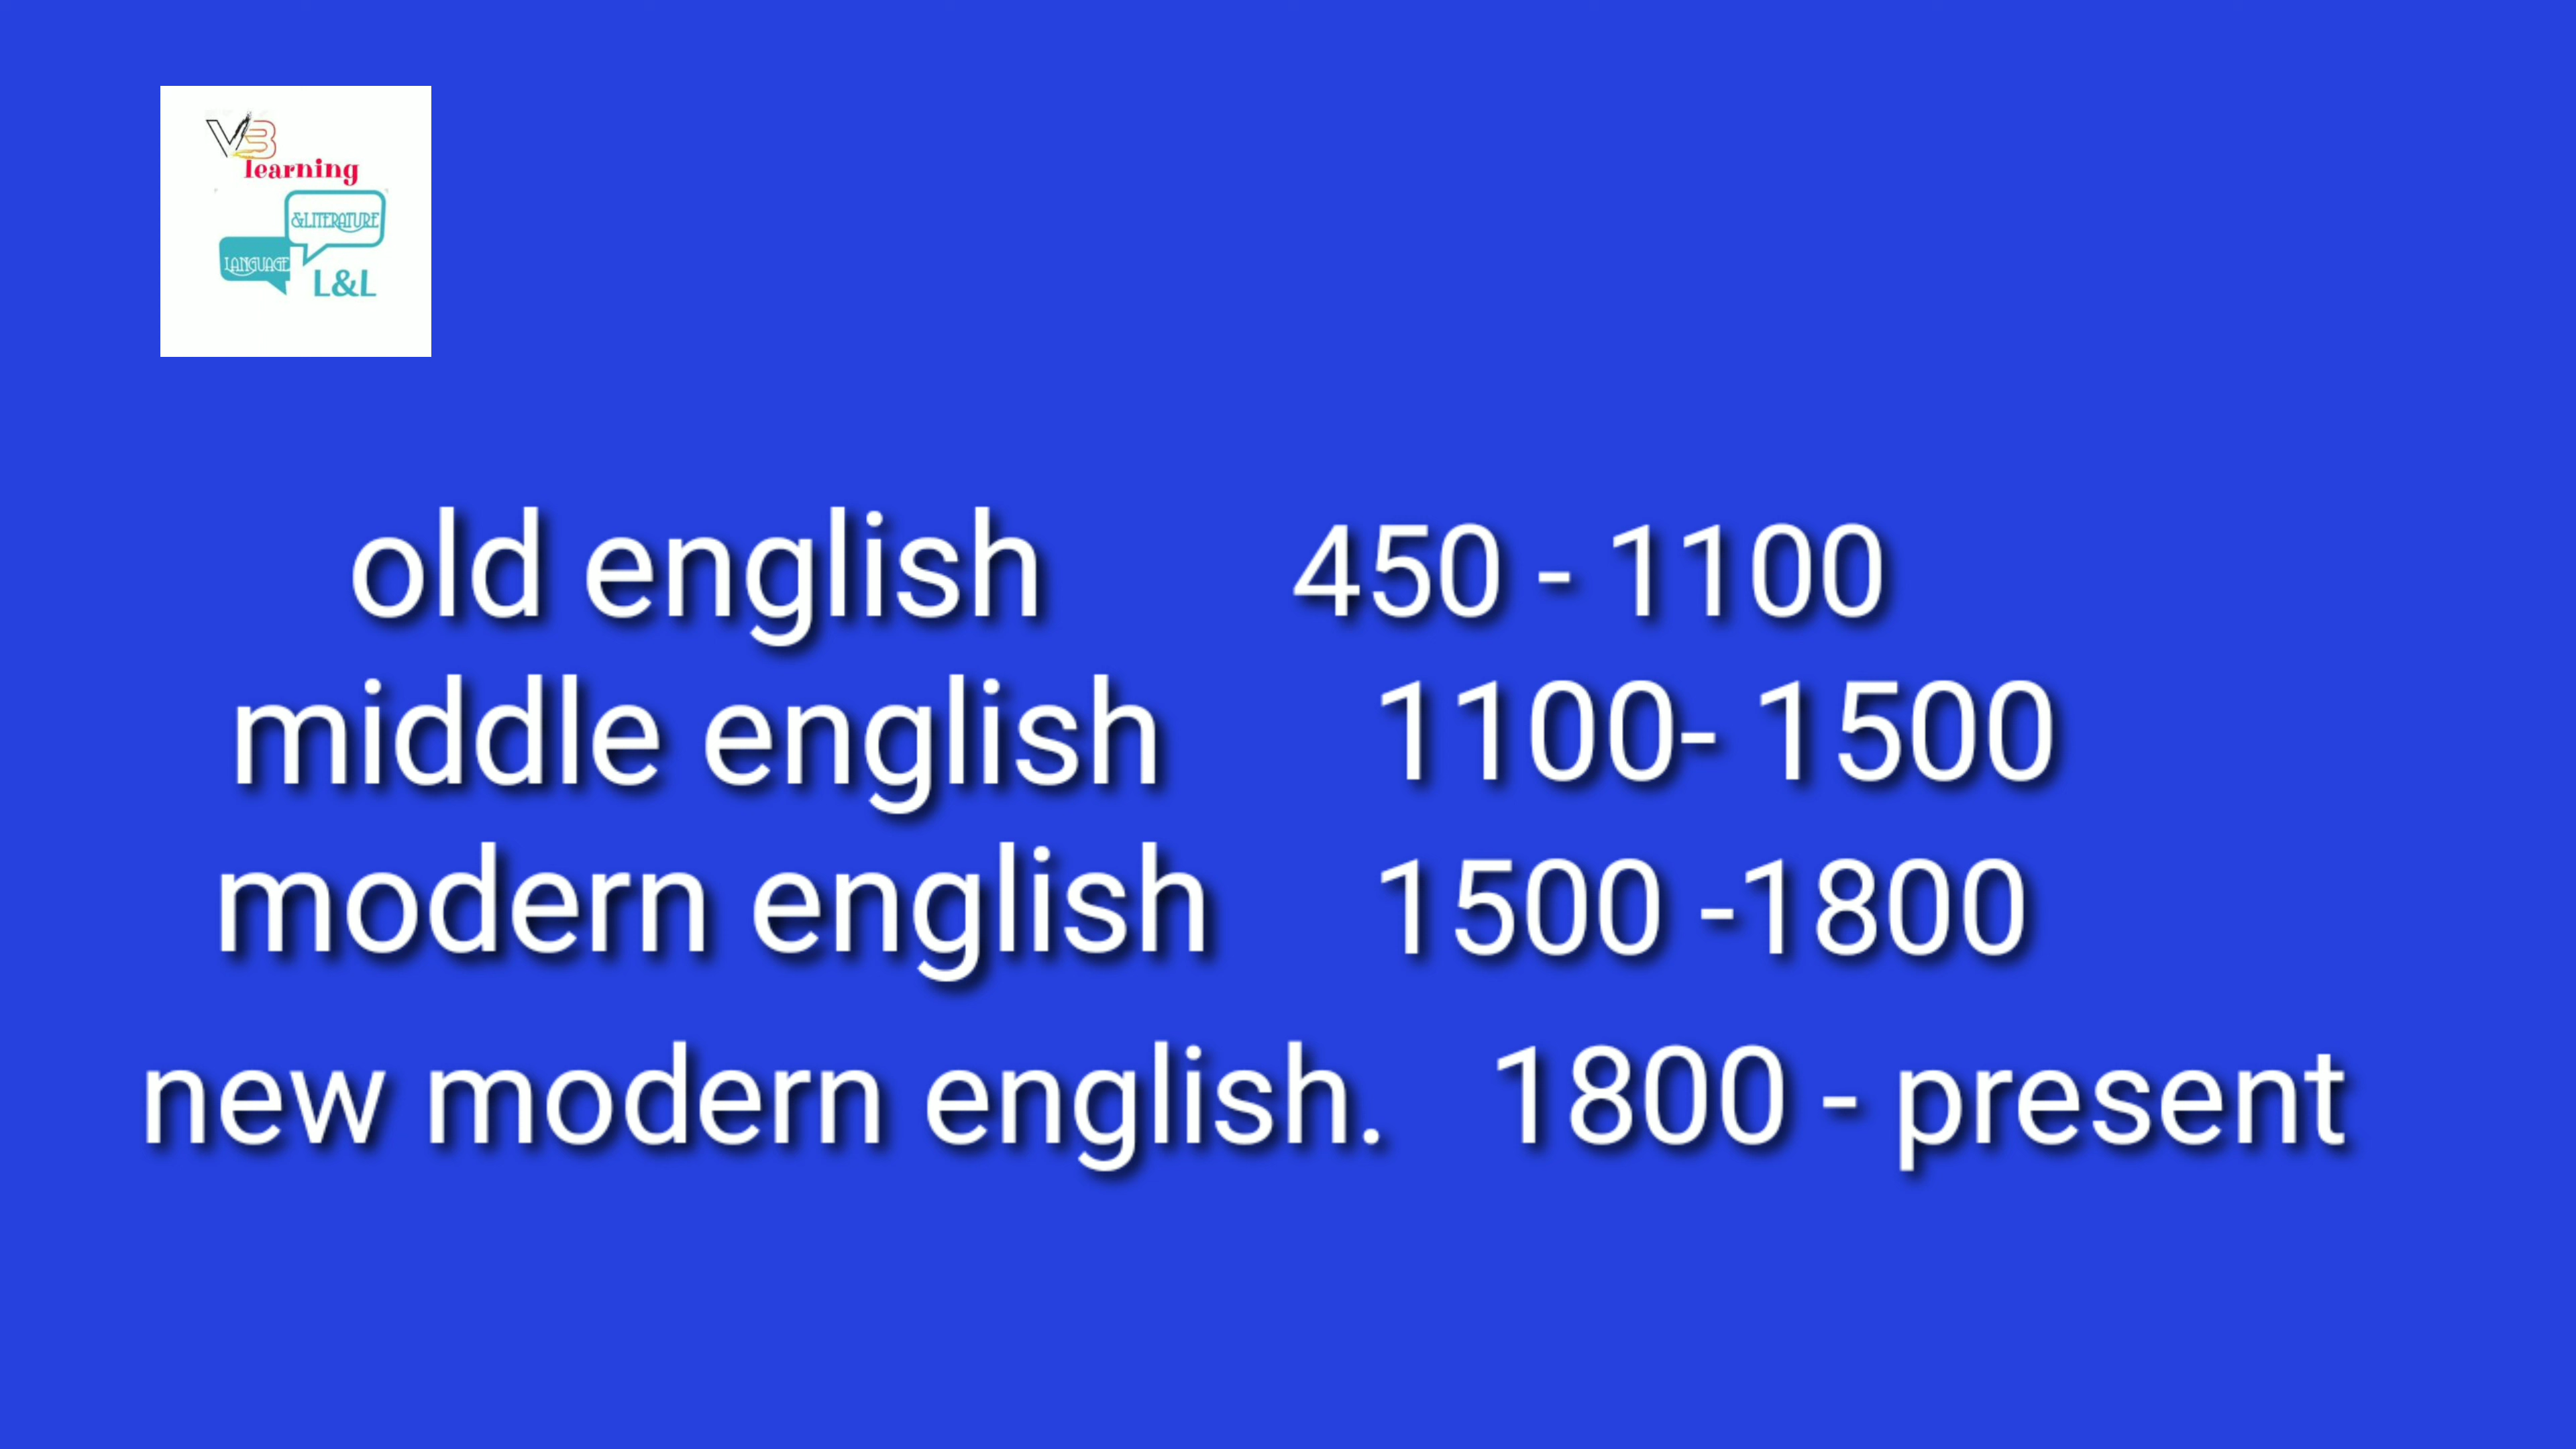 VB
learning
&LITERATURE
LANGUAGE
L&L
old english 450 - 1100
middle english 1100- 1500
modern english 1500 -1800
new modern english. 1800 - present